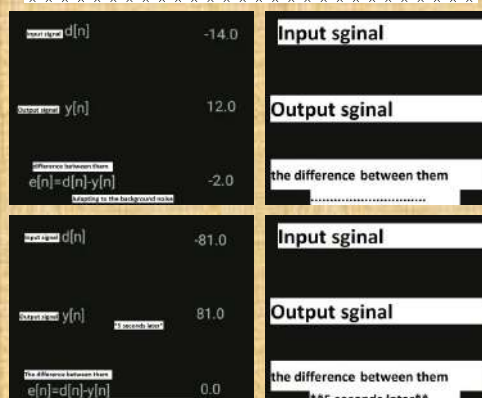 Input signal d[n] -14.0
Input sginal
Output signal y[n] 12.0
Output sginal
difference between them
the difference between them
e[n]=d[n]-y[n] -2.0
Adapting to the background noise
Input signal d[n] -81.0
Input sginal
Output signal y[n] 81.0
*5 seconds later*
Output sginal
The difference between them
the difference between them
e[n]=d[n]-y[n] 0.0
**5 seconds later**